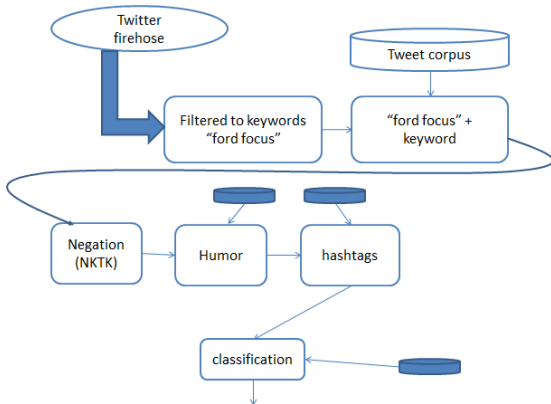 Twitter
firehose
Tweet corpus
Filtered to keywords
“ford focus”
“ford focus” +
keyword
Negation
(NKTK)
Humor
hashtags
classification